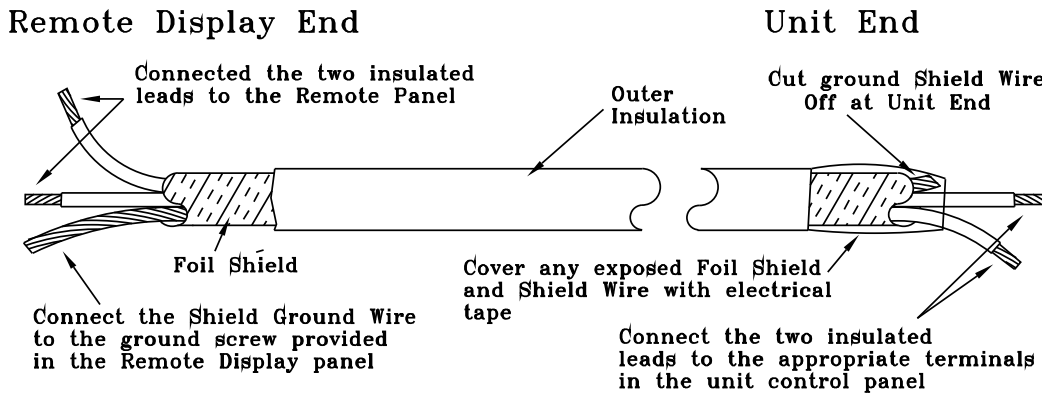 Remote Display End
Unit End
Connected the two insulated
leads to the Remote Panel
Outer
Insulation
Cut ground Shield Wire
Off at Unit End
Foil Shield
Cover any exposed Foil Shield
and Shield Wire with electrical
tape
Connect the Shield Ground Wire
to the ground screw provided
in the Remote Display panel
Connect the two insulated
leads to the appropriate terminals
in the unit control panel